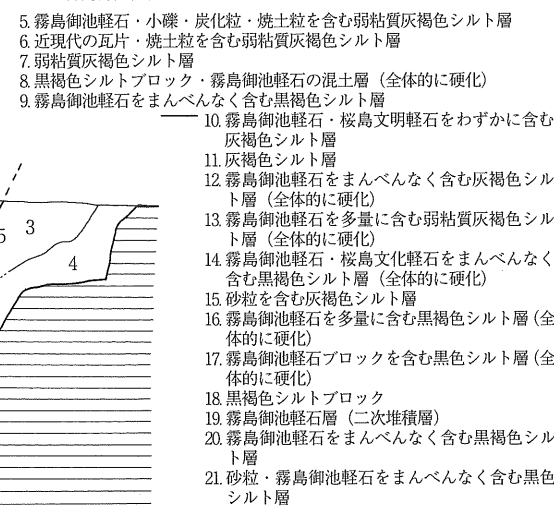 5. 霧島御池軽石・小礫・炭化粒・焼土粒を含む弱粘質灰褐色シルト層
6. 近現代の瓦片・焼土粒を含む弱粘質灰褐色シルト層
7. 弱粘質灰褐色シルト層
8. 黒褐色シルトブロック・霧島御池軽石の混土層（全体的に硬化）
9. 霧島御池軽石をまんべんなく含む黒褐色シルト層
10. 霧島御池軽石・桜島文明軽石をわずかに含む
灰褐色シルト層
11. 灰褐色シルト層
12. 霧島御池軽石をまんべんなく含む灰褐色シル
ト層（全体的に硬化）
13. 霧島御池軽石を多量に含む弱粘質灰褐色シル
ト層（全体的に硬化）
14. 霧島御池軽石・桜島文化軽石をまんべんなく
含む黒褐色シルト層（全体的に硬化）
15. 砂粒を含む灰褐色シルト層
16. 霧島御池軽石を多量に含む黒褐色シルト層（全
体的に硬化）
17. 霧島御池軽石ブロックを含む黒色シルト層（全
体的に硬化）
18. 黒褐色シルトブロック
19. 霧島御池軽石層（二次堆積層）
20. 霧島御池軽石をまんべんなく含む黒褐色シル
ト層
21. 砂粒・霧島御池軽石をまんべんなく含む黒色
シルト層
5 3
4